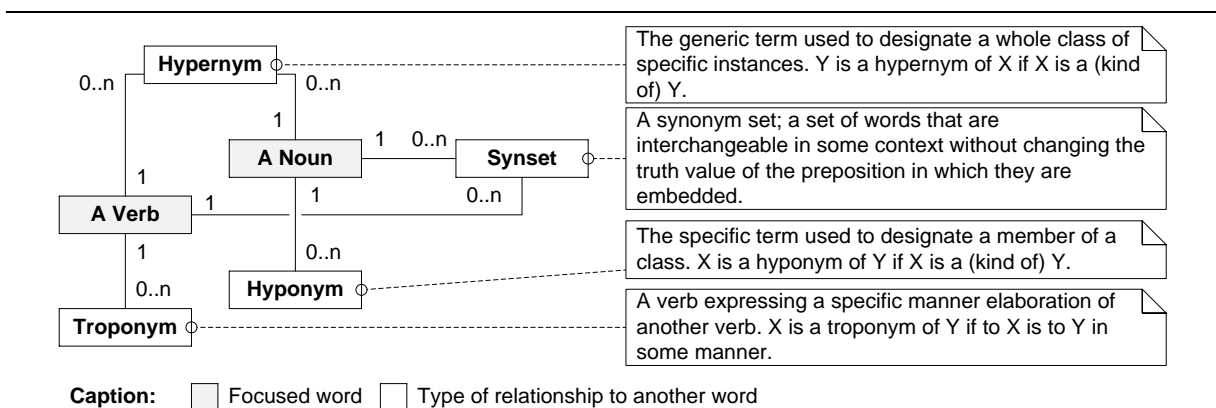 Hypernym
The generic term used to designate a whole class of
specific instances. Y is a hypernym of X if X is a (kind
of) Y.
0..n
0..n
1
A Noun
1
0..n
Synset
A synonym set; a set of words that are
interchangeable in some context without changing the
truth value of the preposition in which they are
embedded.
1
A Verb
1
1
0..n
The specific term used to designate a member of a
class. X is a hyponym of Y if X is a (kind of) Y.
1
0..n
Hyponym
0..n
Troponym
A verb expressing a specific manner elaboration of
another verb. X is a troponym of Y if to X is to Y in
some manner.
Caption: Focused word Type of relationship to another word